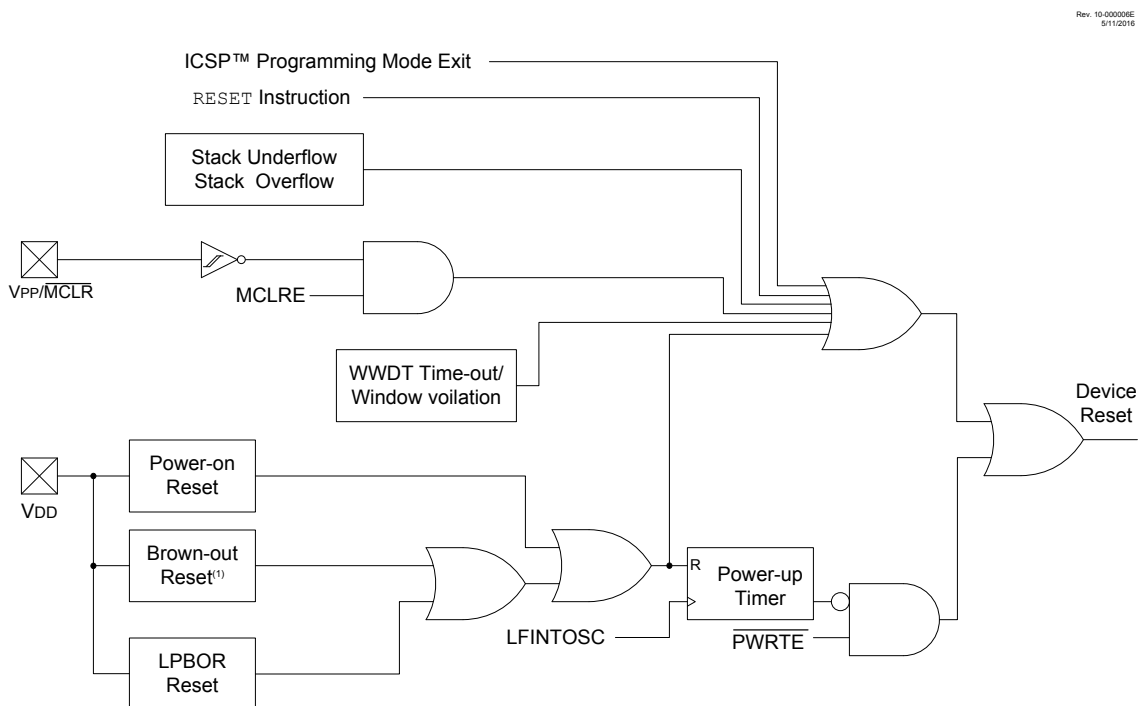 Rev. 10-000006E
5/11/2016
ICSP™ Programming Mode Exit
RESET Instruction
Stack Underflow
Stack Overflow
VPP/MCLR
MCLRE
WWDT Time-out/
Window voilation
Device
Reset
VDD
Power-on
Reset
Brown-out
Reset(1)
R
Power-up
Timer
LFINTOSC
PWRTE
LPBOR
Reset